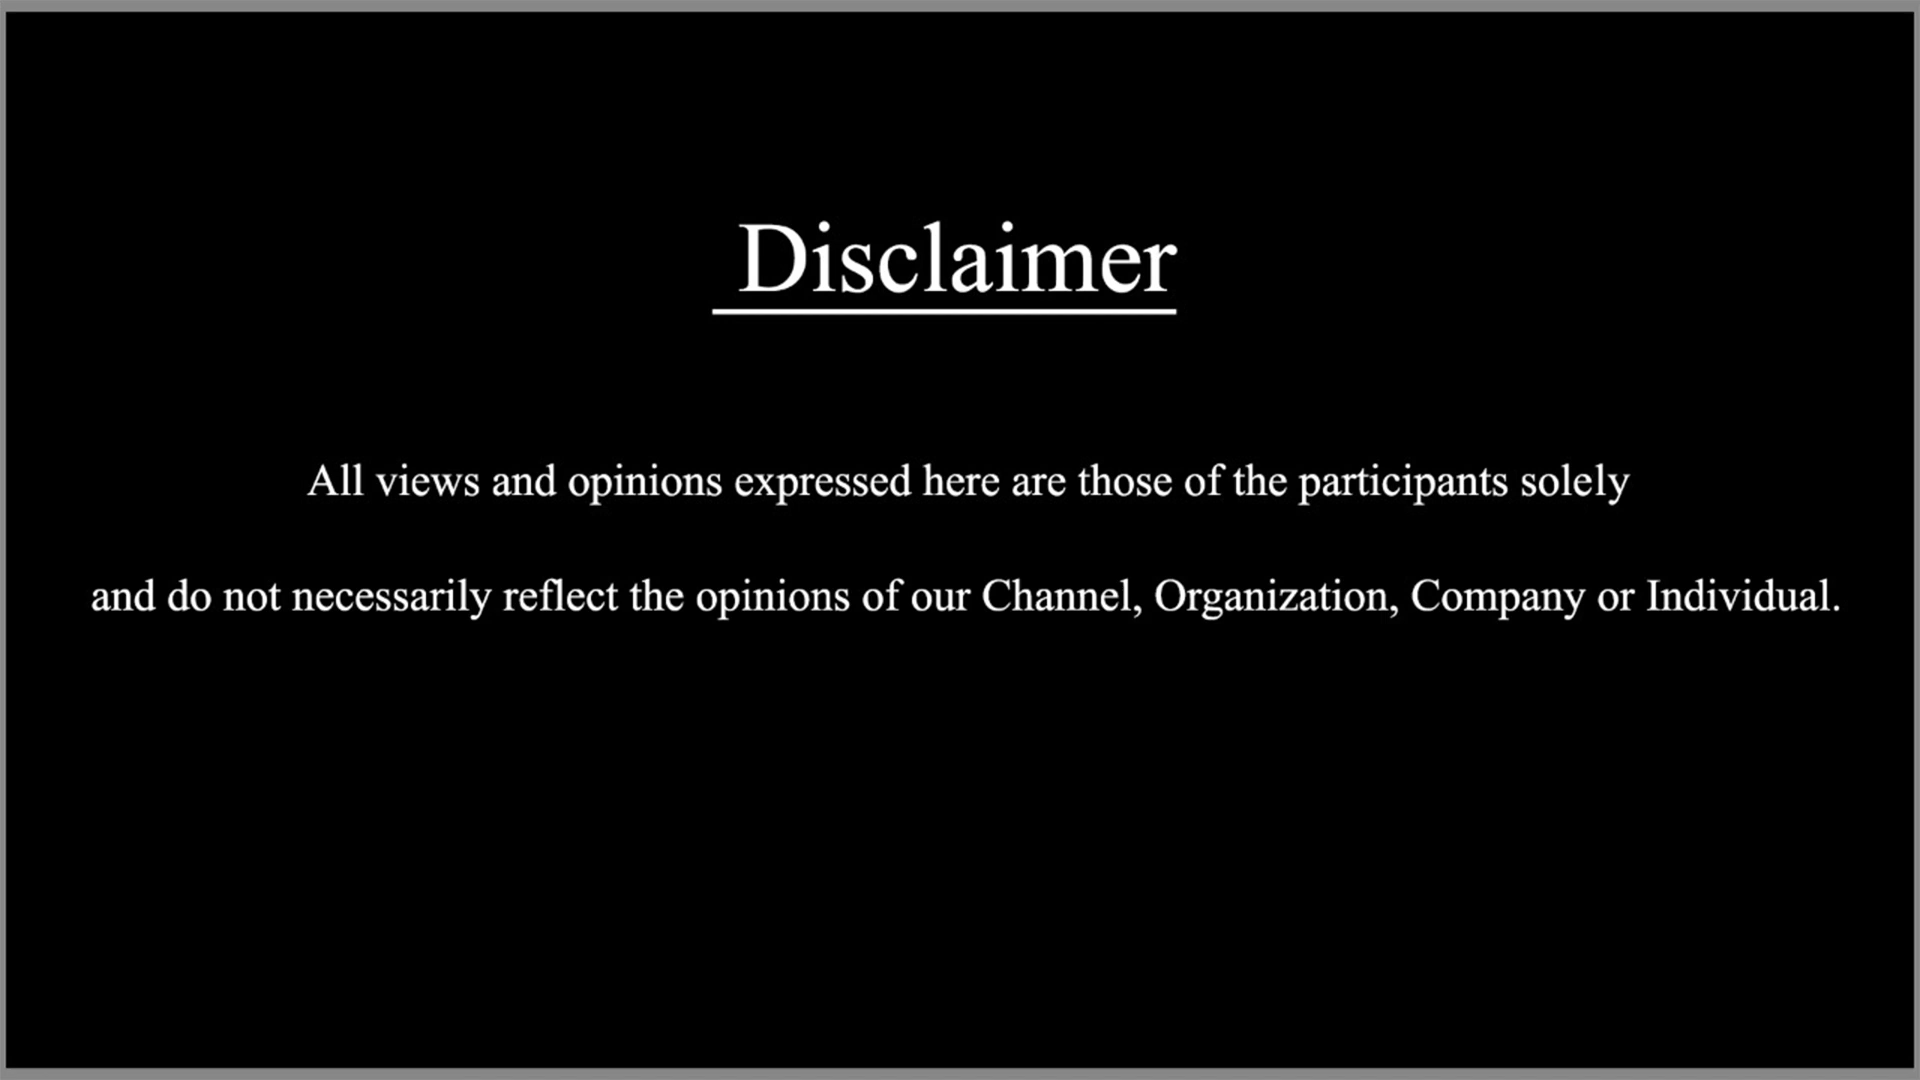 Disclaimer
All views and opinions expressed here are those of the participants solely
and do not necessarily reflect the opinions of our Channel, Organization, Company or Individual.